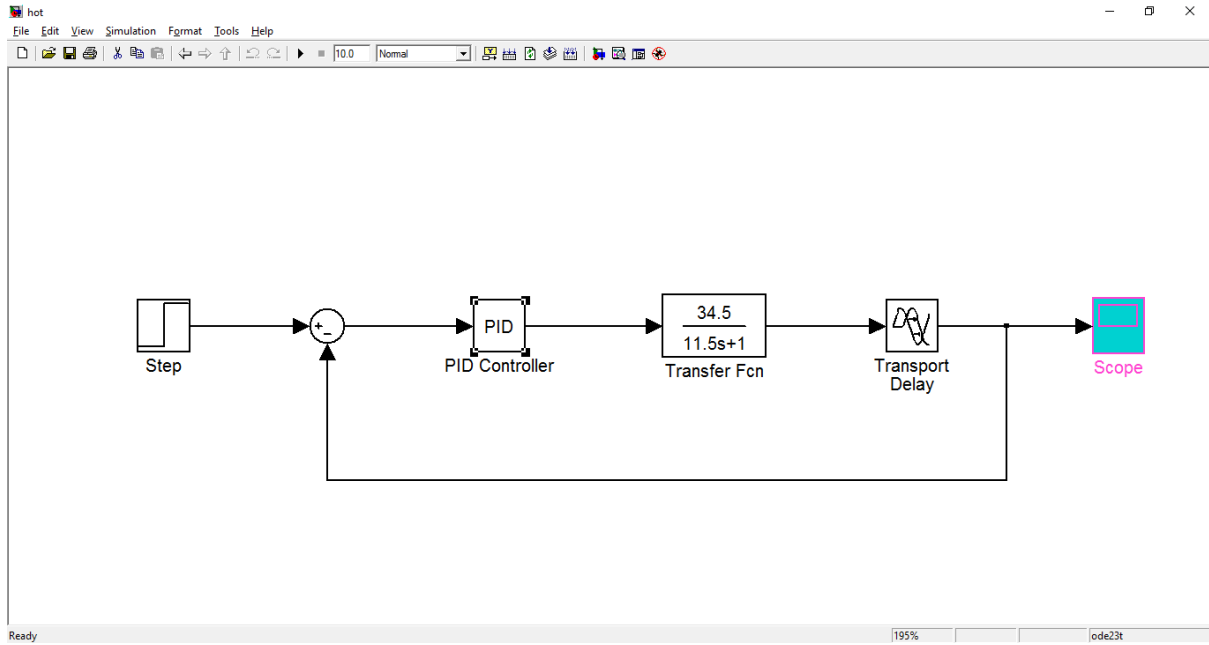 hot
File Edit View Simulation Format Tools Help
10.0 Normal
Step
+
−
PID
PID Controller
34.5
11.5s+1
Transfer Fcn
Transport
Delay
Scope
Ready 195% ode23t